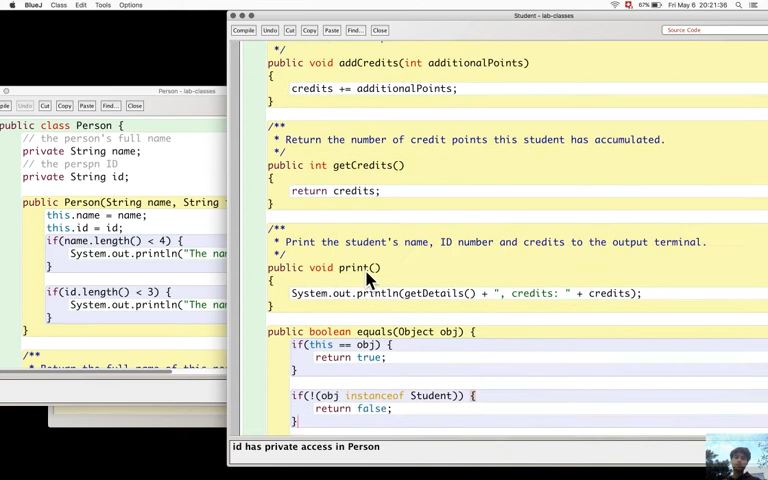 BlueJ Class Edit Tools Options
67%
Fri May 6 20:21:36
Student - lab-classes
Compile Undo Cut Copy Paste Find... Close
Source Code
*/
public void addCredits(int additionalPoints)
{
credits += additionalPoints;
}
/**
* Return the number of credit points this student has accumulated.
*/
public int getCredits()
{
return credits;
}
/**
* Print the student's name, ID number and credits to the output terminal.
*/
public void print()
{
System.out.println(getDetails() + ", credits: " + credits);
}
public boolean equals(Object obj) {
if(this == obj) {
return true;
}
if(!(obj instanceof Student)) {
return false;
}
id has private access in Person
Person - lab-classes
pile Undo Cut Copy Paste Find... Close
public class Person {
// the person's full name
private String name;
// the perspn ID
private String id;
public Person(String name, String
this.name = name;
this.id = id;
if(name.length() < 4) {
System.out.println("The na
}
if(id.length() < 3) {
System.out.println("The na
}
}
/**